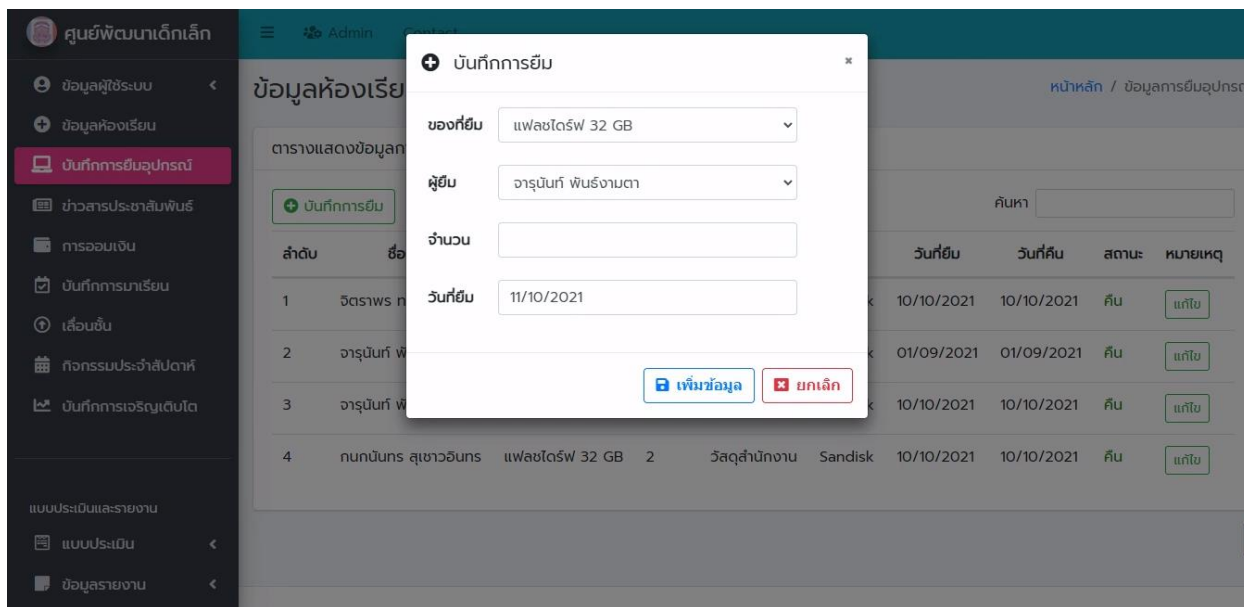 ศูนย์พัฒนาเด็กเล็ก
Admin
Contact
ข้อมูลผู้ใช้ระบบ
ข้อมูลห้องเรียน
บันทึกการยืมอุปกรณ์
ข่าวสารประชาสัมพันธ์
การออมเงิน
บันทึกการมาเรียน
เลื่อนชั้น
กิจกรรมประจำสัปดาห์
บันทึกการเจริญเติบโต
แบบประเมินและรายงาน
แบบประเมิน
ข้อมูลรายงาน
หน้าหลัก / ข้อมูลการยืมอุปกรณ์
บันทึกการยืม
ค้นหา
ลำดับ วันที่ยืม วันที่คืน สถานะ หมายเหตุ
1 จิตราพร 10/10/2021 10/10/2021 คืน แก้ไข
2 จารุนันท์ 01/09/2021 01/09/2021 คืน แก้ไข
3 จารุนันท์ 10/10/2021 10/10/2021 คืน แก้ไข
4 กนกนันทร สุเชาวอินทร แฟลชไดร์ฟ 32 GB 2 วัสดุสำนักงาน Sandisk 10/10/2021 10/10/2021 คืน แก้ไข
บันทึกการยืม
ของที่ยืม แฟลชไดร์ฟ 32 GB
ผู้ยืม จารุนันท์ พันธ์งามตา
จำนวน
วันที่ยืม 11/10/2021
เพิ่มข้อมูล ยกเลิก